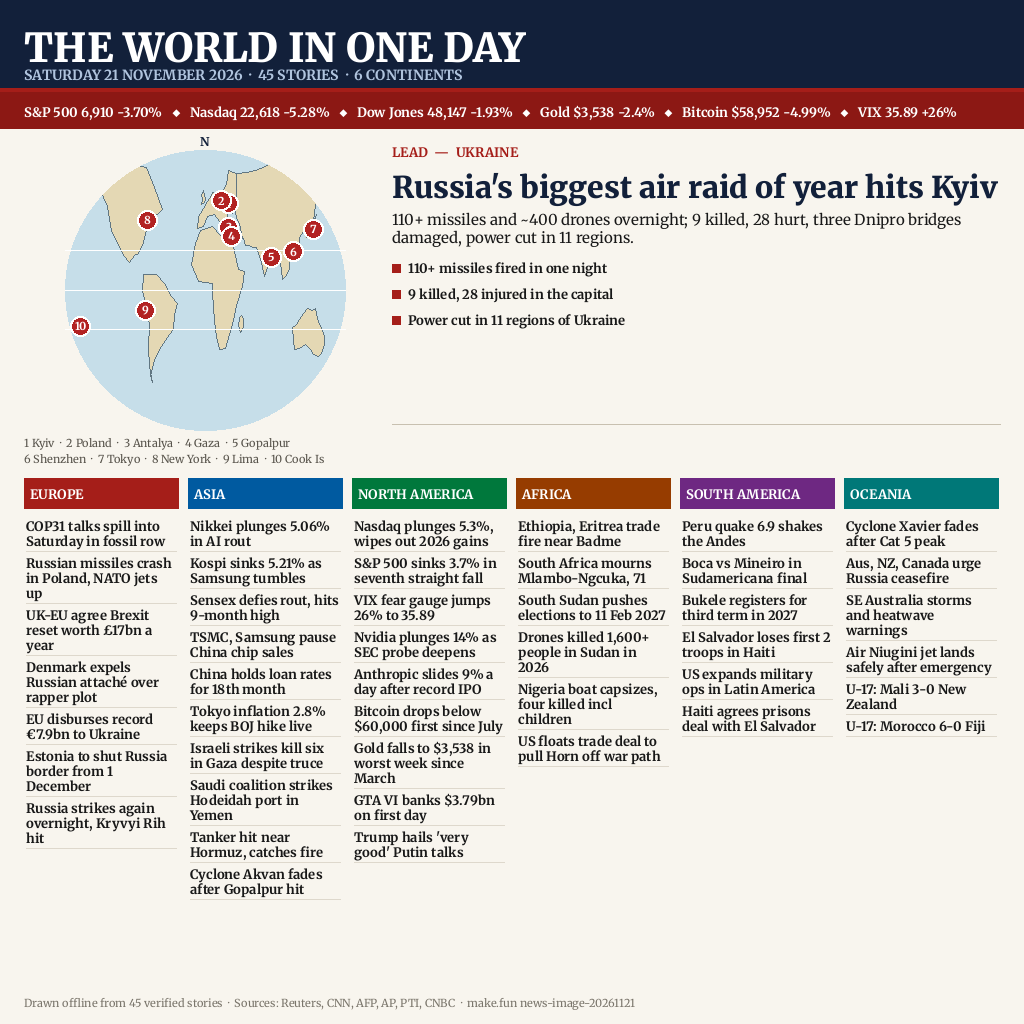 THE WORLD IN ONE DAY
SATURDAY 21 NOVEMBER 2026 · 45 STORIES · 6 CONTINENTS
S&P 500 6,910 -3.70% ◆ Nasdaq 22,618 -5.28% ◆ Dow Jones 48,147 -1.93% ◆ Gold $3,538 -2.4% ◆ Bitcoin $58,952 -4.99% ◆ VIX 35.89 +26%
N
2
8
7
4
6
5
9
10
1 Kyiv · 2 Poland · 3 Antalya · 4 Gaza · 5 Gopalpur
6 Shenzhen · 7 Tokyo · 8 New York · 9 Lima · 10 Cook Is
LEAD — UKRAINE
Russia's biggest air raid of year hits Kyiv
110+ missiles and ~400 drones overnight; 9 killed, 28 hurt, three Dnipro bridges
damaged, power cut in 11 regions.
110+ missiles fired in one night
9 killed, 28 injured in the capital
Power cut in 11 regions of Ukraine
EUROPE
COP31 talks spill into
Saturday in fossil row
Russian missiles crash
in Poland, NATO jets
up
UK-EU agree Brexit
reset worth £17bn a
year
Denmark expels
Russian attaché over
rapper plot
EU disburses record
€7.9bn to Ukraine
Estonia to shut Russia
border from 1
December
Russia strikes again
overnight, Kryvyi Rih
hit
ASIA
Nikkei plunges 5.06%
in AI rout
Kospi sinks 5.21% as
Samsung tumbles
Sensex defies rout, hits
9-month high
TSMC, Samsung pause
China chip sales
China holds loan rates
for 18th month
Tokyo inflation 2.8%
keeps BOJ hike live
Israeli strikes kill six
in Gaza despite truce
Saudi coalition strikes
Hodeidah port in
Yemen
Tanker hit near
Hormuz, catches fire
Cyclone Akvan fades
after Gopalpur hit
NORTH AMERICA
Nasdaq plunges 5.3%,
wipes out 2026 gains
S&P 500 sinks 3.7% in
seventh straight fall
VIX fear gauge jumps
26% to 35.89
Nvidia plunges 14% as
SEC probe deepens
Anthropic slides 9% a
day after record IPO
Bitcoin drops below
$60,000 first since July
Gold falls to $3,538 in
worst week since
March
GTA VI banks $3.79bn
on first day
Trump hails 'very
good' Putin talks
AFRICA
Ethiopia, Eritrea trade
fire near Badme
South Africa mourns
Mlambo-Ngcuka, 71
South Sudan pushes
elections to 11 Feb 2027
Drones killed 1,600+
people in Sudan in
2026
Nigeria boat capsizes,
four killed incl
children
US floats trade deal to
pull Horn off war path
SOUTH AMERICA
Peru quake 6.9 shakes
the Andes
Boca vs Mineiro in
Sudamericana final
Bukele registers for
third term in 2027
El Salvador loses first 2
troops in Haiti
US expands military
ops in Latin America
Haiti agrees prisons
deal with El Salvador
OCEANIA
Cyclone Xavier fades
after Cat 5 peak
Aus, NZ, Canada urge
Russia ceasefire
SE Australia storms
and heatwave
warnings
Air Niugini jet lands
safely after emergency
U-17: Mali 3-0 New
Zealand
U-17: Morocco 6-0 Fiji
Drawn offline from 45 verified stories · Sources: Reuters, CNN, AFP, AP, PTI, CNBC · make.fun news-image-20261121